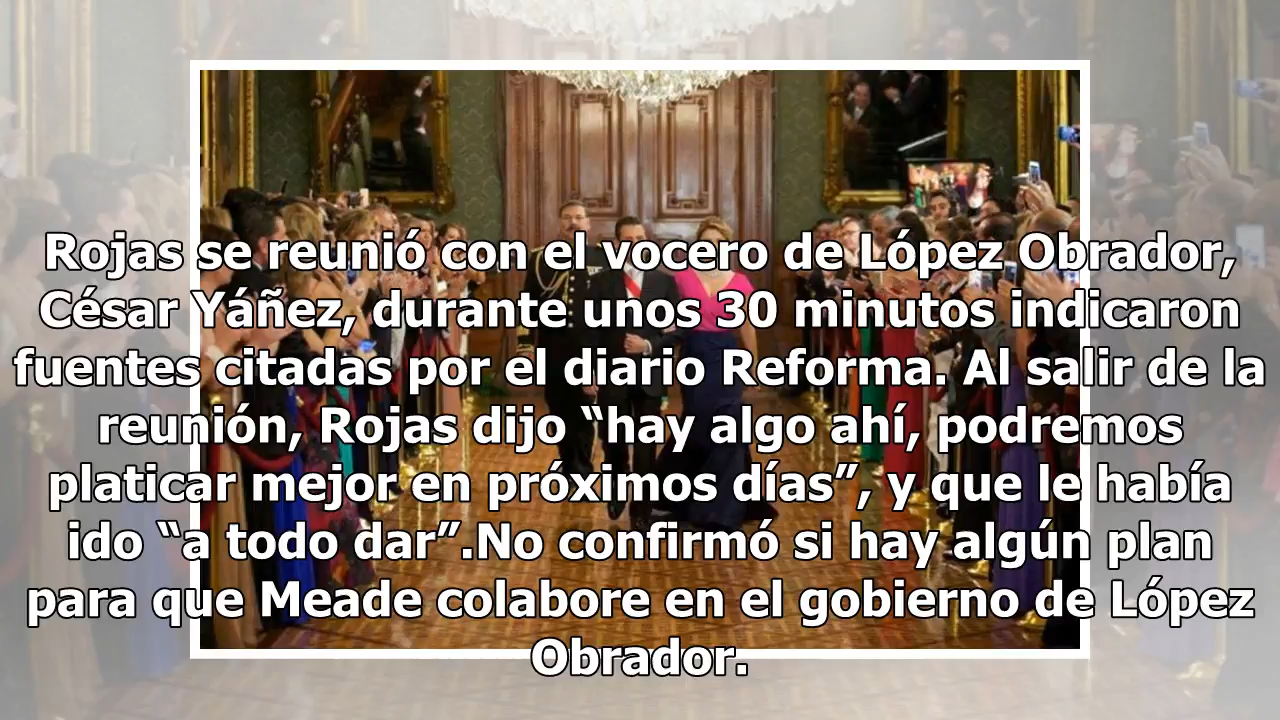 Rojas se reunió con el vocero de López Obrador,
César Yáñez, durante unos 30 minutos indicaron
fuentes citadas por el diario Reforma. Al salir de la
reunión, Rojas dijo “hay algo ahí, podremos
platicar mejor en próximos días”, y que le había
ido “a todo dar”.No confirmó si hay algún plan
para que Meade colabore en el gobierno de López
Obrador.